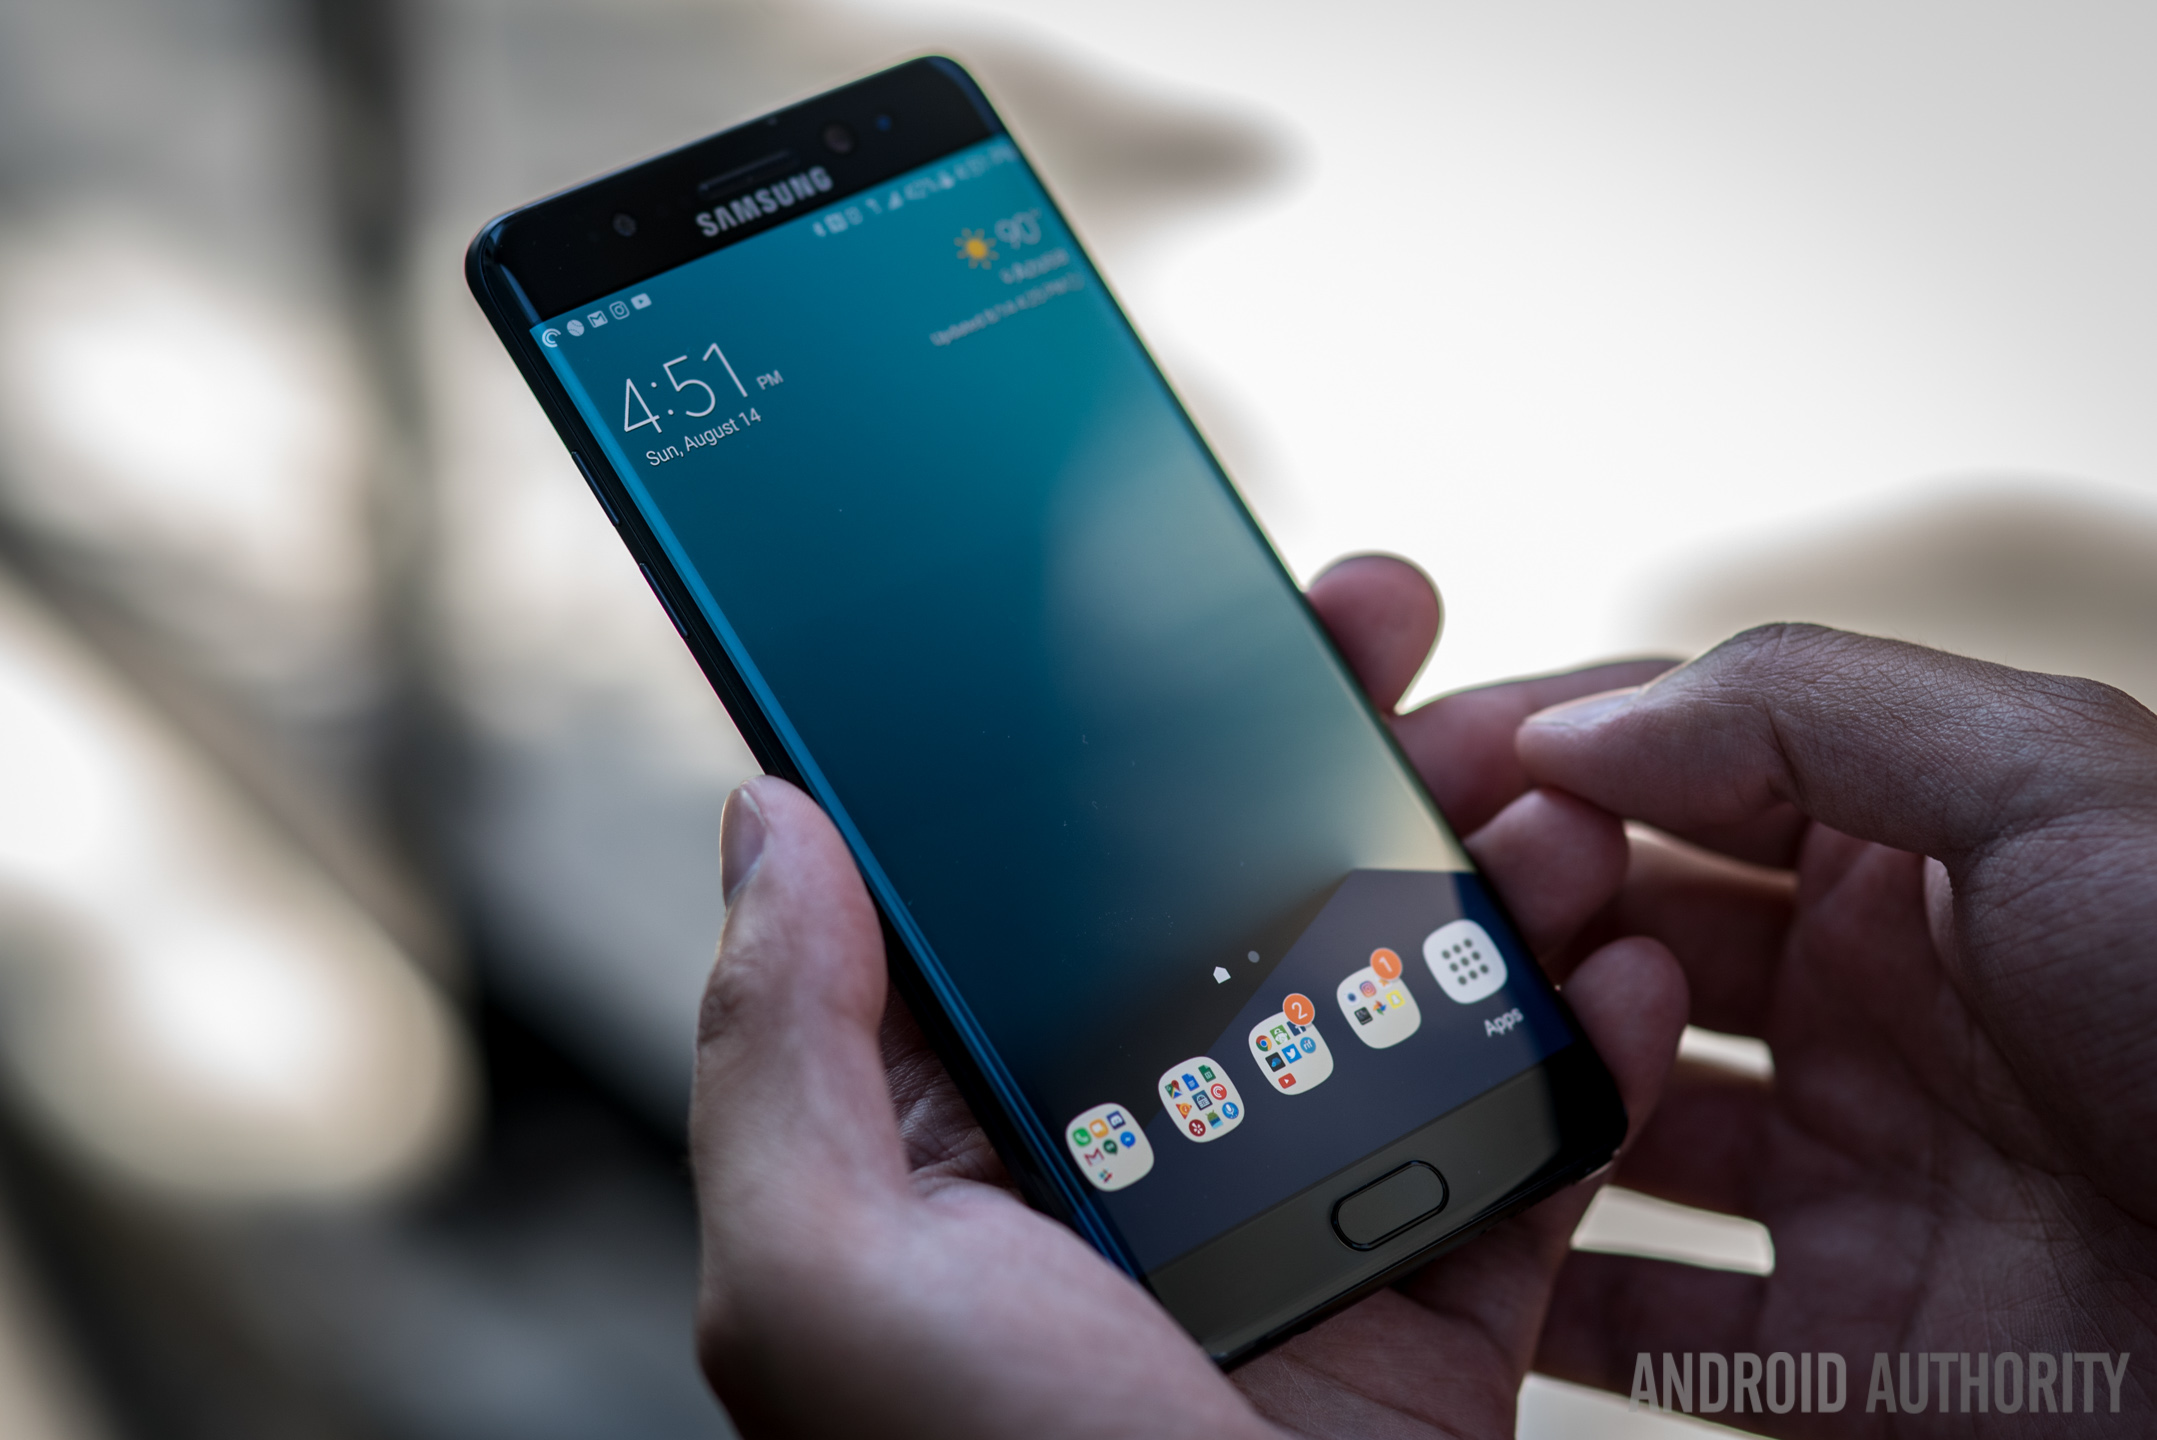 SAMSUNG
90°
4:51 PM
Sun, August 14
2
1
Apps
ANDROID AUTHORITY